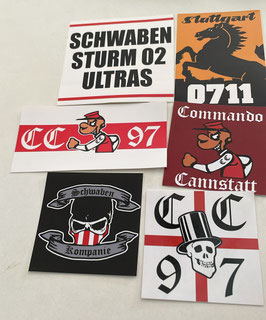 SCHWABEN
STURM 02
ULTRAS
Stuttgart
0711
CC 97
Commando
Cannstatt
Schwaben
Kompanie
C C
9 7